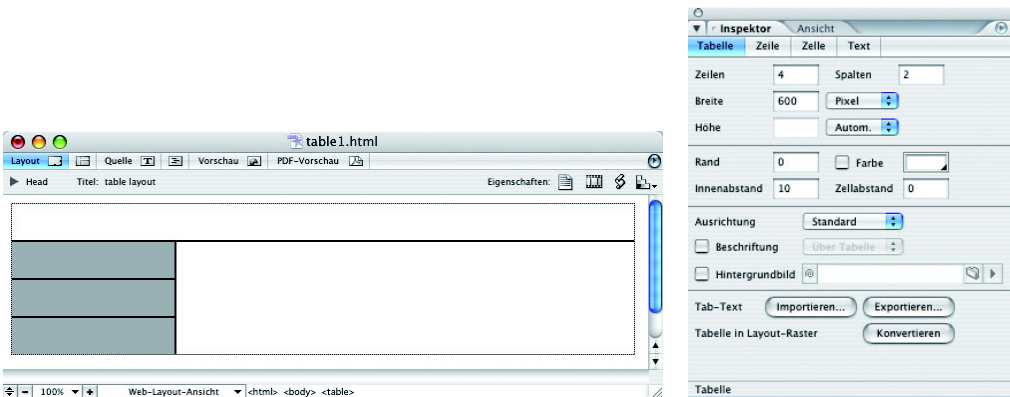 table1.html
Layout Quelle Vorschau PDF-Vorschau
Head Titel: table layout Eigenschaften:
100% Web-Layout-Ansicht <html> <body> <table>
Inspektor Ansicht
Tabelle Zeile Zelle Text
Zeilen 4 Spalten 2
Breite 600 Pixel
Höhe Autom.
Rand 0 Farbe
Innenabstand 10 Zellabstand 0
Ausrichtung Standard
Beschriftung Über Tabelle
Hintergrundbild
Tab-Text Importieren... Exportieren...
Tabelle in Layout-Raster Konvertieren
Tabelle